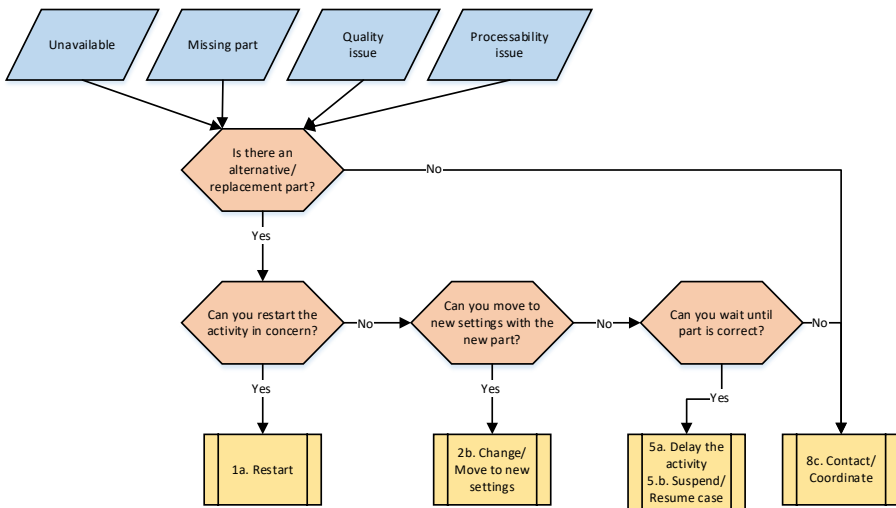 Unavailable
Missing part
Quality
issue
Processability
issue
Is there an
alternative/
replacement part?
No
Yes
Can you restart the
activity in concern?
No
Can you move to
new settings with the
new part?
No
Can you wait until
part is correct?
No
Yes
Yes
Yes
1a. Restart
2b. Change/
Move to new
settings
5a. Delay the
activity
5.b. Suspend/
Resume case
8c. Contact/
Coordinate